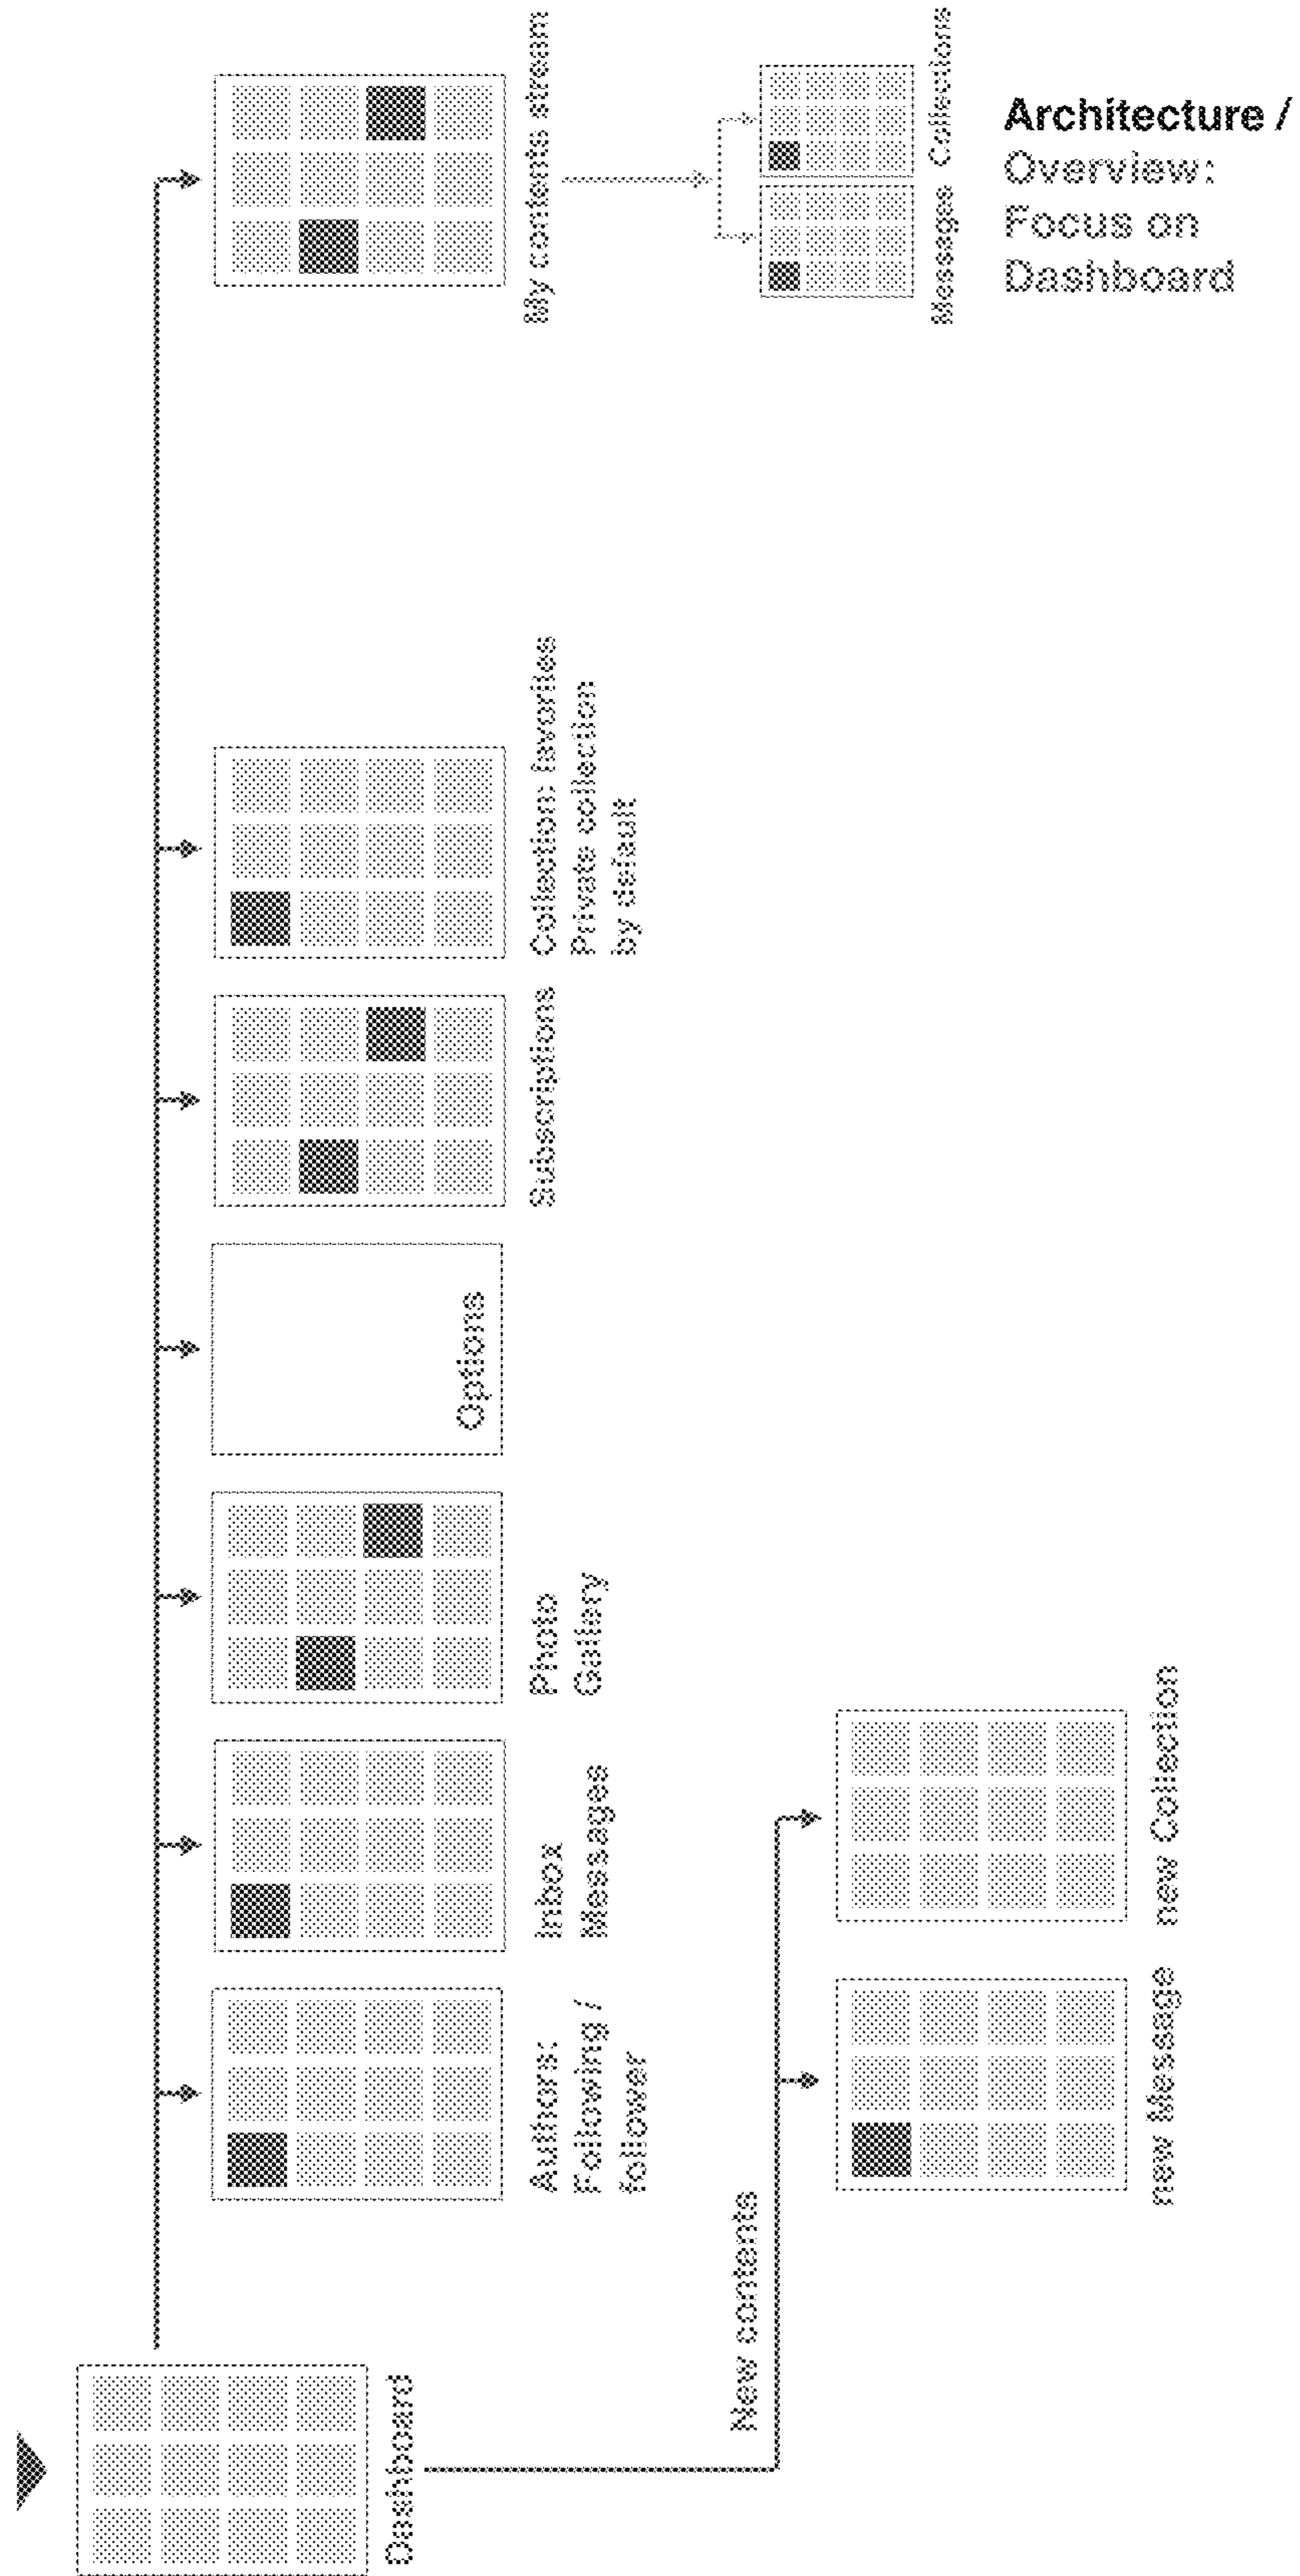 Architecture /
Overview:
Focus on
Dashboard
Dashboard
Authors:
Following /
follower
Inbox
Messages
Photo
Gallery
Options
Subscriptions
Collection: favorites
Private collection
by default
My contents stream
Messages
Collections
New contents
new Message
new Collection